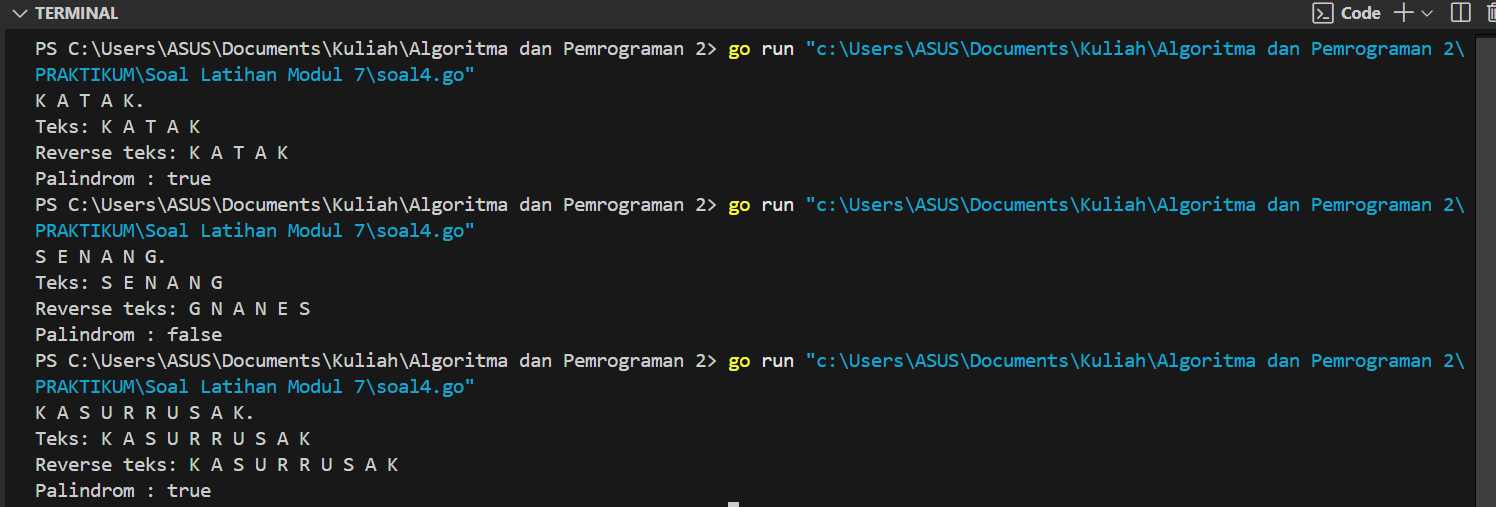 TERMINAL
Code
PS C:\Users\ASUS\Documents\Kuliah\Algoritma dan Pemrograman 2> go run "c:\Users\ASUS\Documents\Kuliah\Algoritma dan Pemrograman 2\
PRAKTIKUM\Soal Latihan Modul 7\soal4.go"
K A T A K.
Teks: K A T A K
Reverse teks: K A T A K
Palindrom : true
PS C:\Users\ASUS\Documents\Kuliah\Algoritma dan Pemrograman 2> go run "c:\Users\ASUS\Documents\Kuliah\Algoritma dan Pemrograman 2\
PRAKTIKUM\Soal Latihan Modul 7\soal4.go"
S E N A N G.
Teks: S E N A N G
Reverse teks: G N A N E S
Palindrom : false
PS C:\Users\ASUS\Documents\Kuliah\Algoritma dan Pemrograman 2> go run "c:\Users\ASUS\Documents\Kuliah\Algoritma dan Pemrograman 2\
PRAKTIKUM\Soal Latihan Modul 7\soal4.go"
K A S U R R U S A K.
Teks: K A S U R R U S A K
Reverse teks: K A S U R R U S A K
Palindrom : true